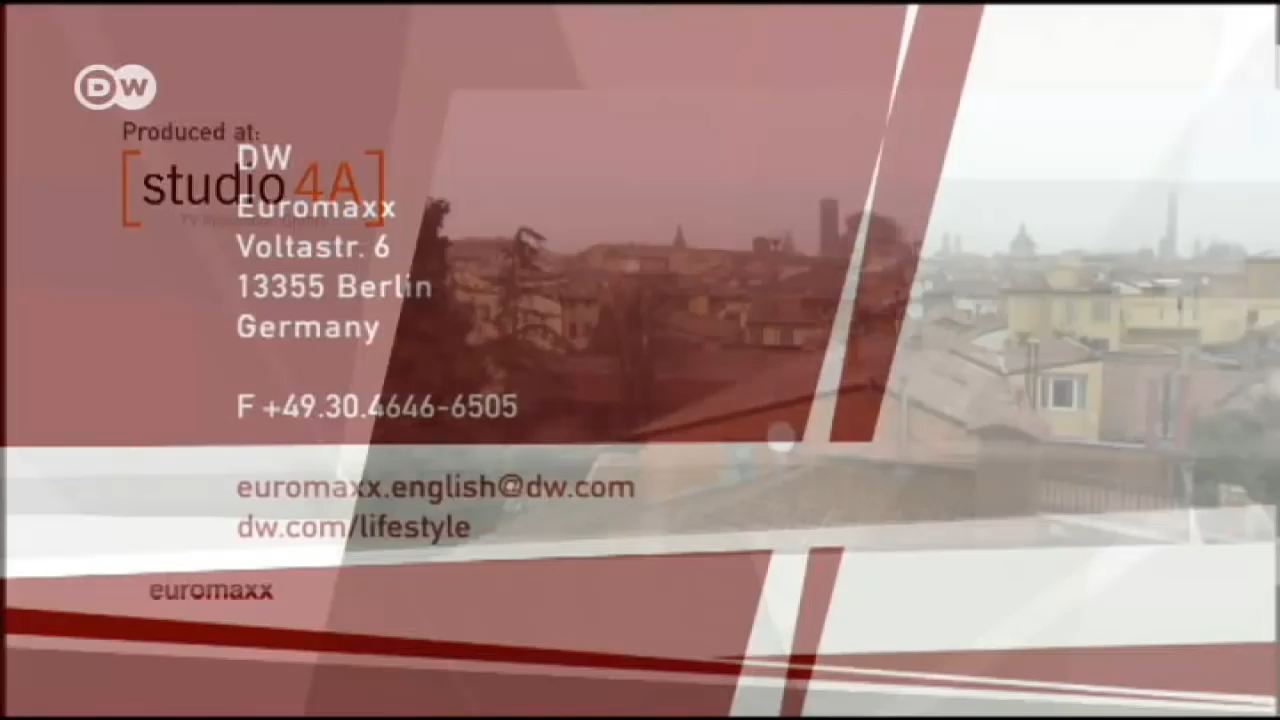 DW
Produced at:
[studio 4A]
DW
Euromaxx
Voltastr. 6
13355 Berlin
Germany
F +49.30.4646-6505
euromaxx.english@dw.com
dw.com/lifestyle
euromaxx